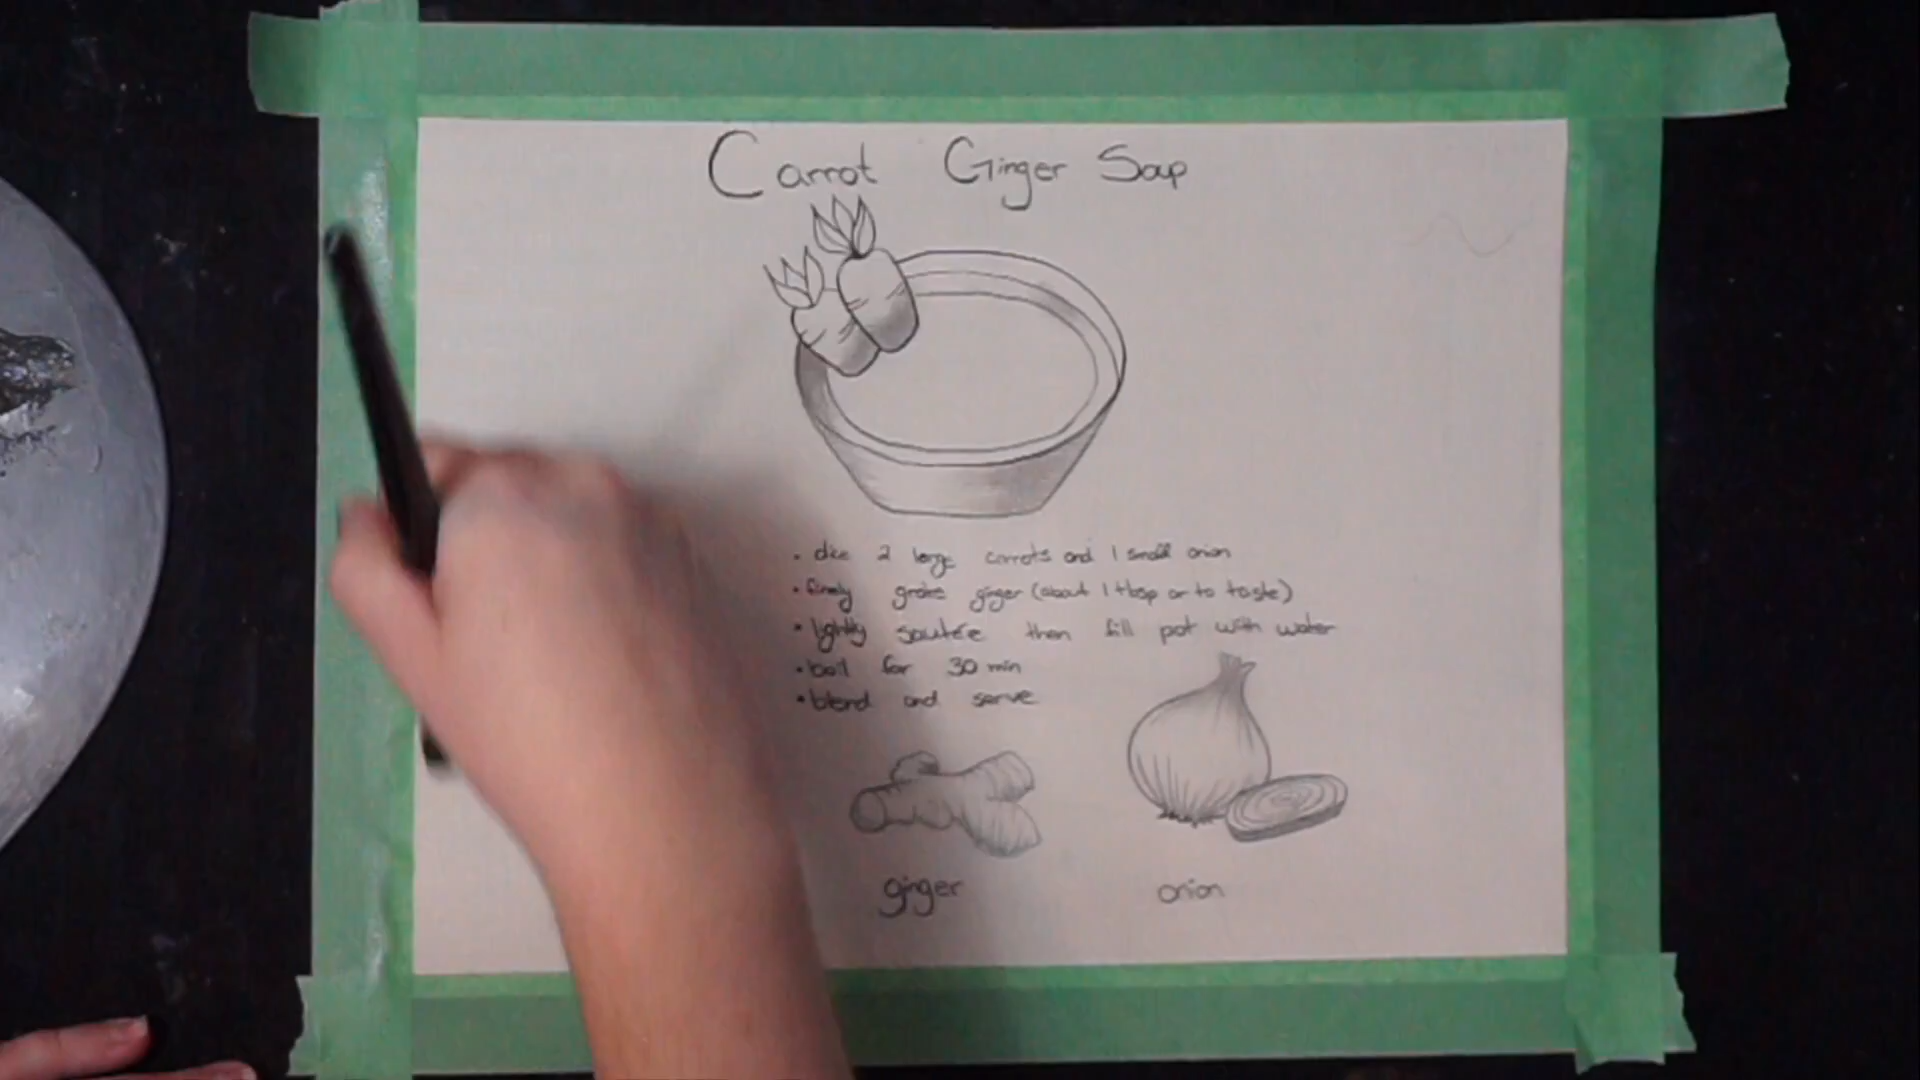 Carrot Ginger Soup
• dice 2 large carrots and 1 small onion
• finely grate ginger (about 1 tbsp or to taste)
• lightly sautée then fill pot with water
• boil for 30 min
• blend and serve
ginger
onion